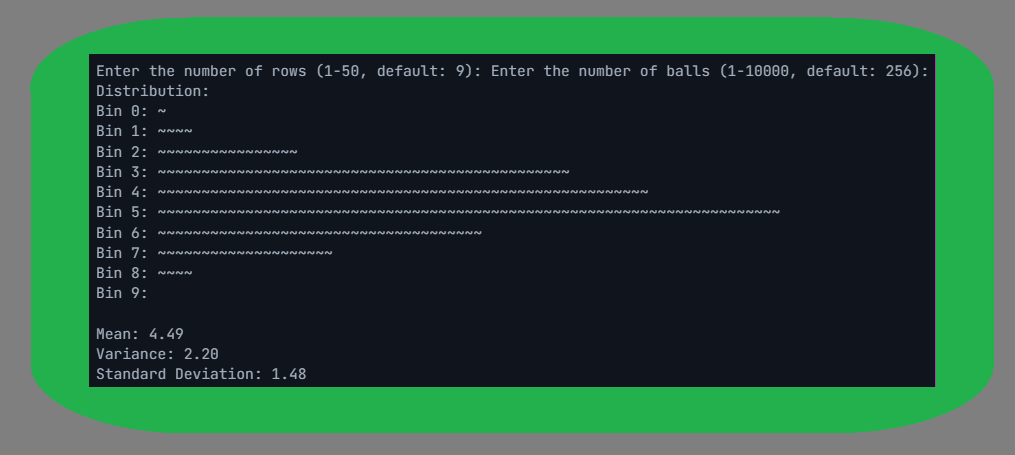 Enter the number of rows (1-50, default: 9): Enter the number of balls (1-10000, default: 256):
Distribution:
Bin 0: ~
Bin 1: ~~~~
Bin 2: ~~~~~~~~~~~~~~~~
Bin 3: ~~~~~~~~~~~~~~~~~~~~~~~~~~~~~~~~~~~~~~~~~~~~~~~
Bin 4: ~~~~~~~~~~~~~~~~~~~~~~~~~~~~~~~~~~~~~~~~~~~~~~~~~~~~~~~~
Bin 5: ~~~~~~~~~~~~~~~~~~~~~~~~~~~~~~~~~~~~~~~~~~~~~~~~~~~~~~~~~~~~~~~~~~~~~~~
Bin 6: ~~~~~~~~~~~~~~~~~~~~~~~~~~~~~~~~~~~~~
Bin 7: ~~~~~~~~~~~~~~~~~~~~
Bin 8: ~~~~
Bin 9:
Mean: 4.49
Variance: 2.20
Standard Deviation: 1.48